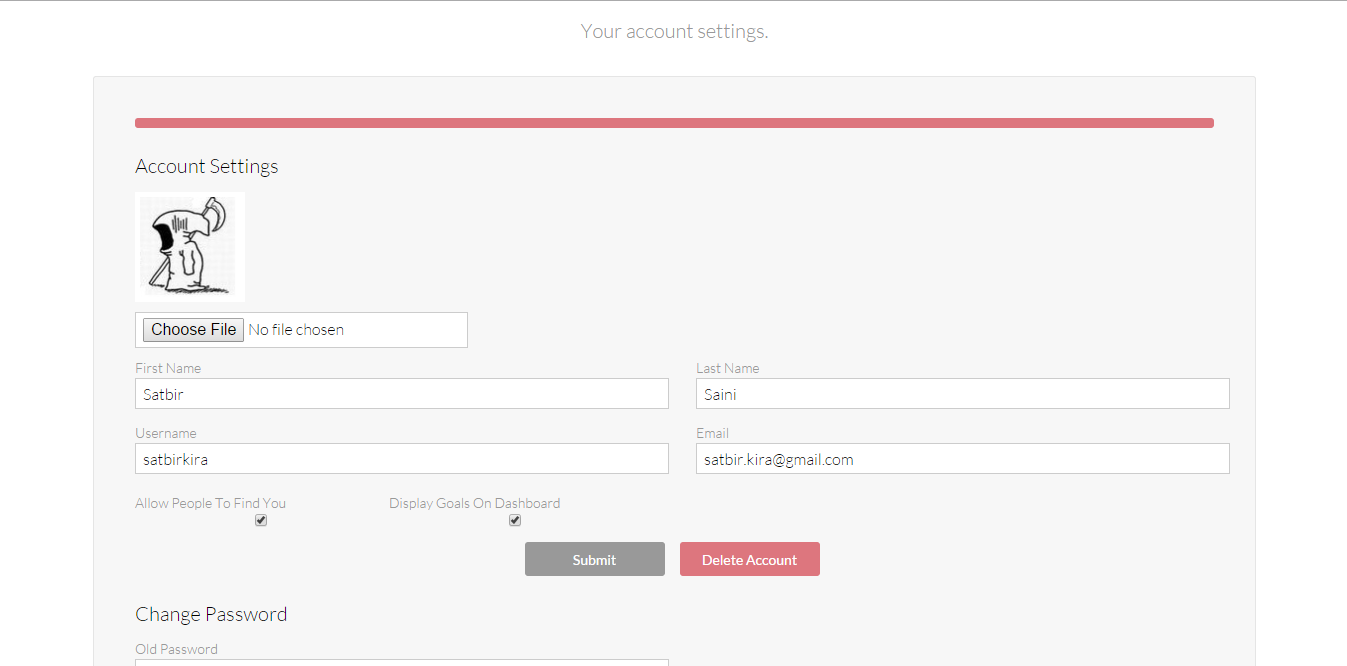 Your account settings.
Account Settings
Choose File No file chosen
First Name Last Name
Satbir Saini
Username Email
satbirkira satbir.kira@gmail.com
Allow People To Find You Display Goals On Dashboard
Submit Delete Account
Change Password
Old Password